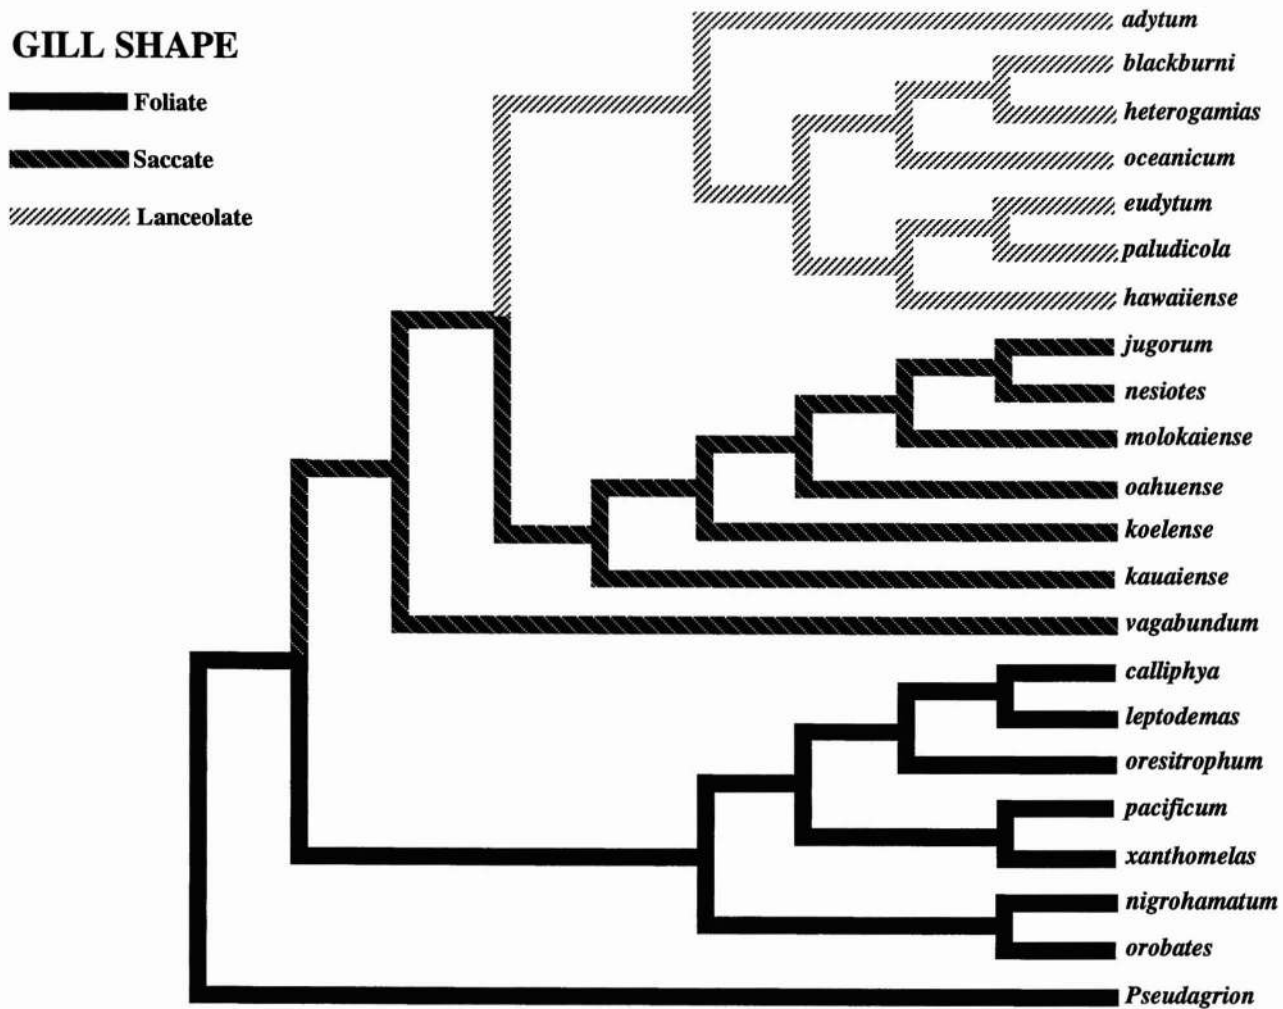 GILL SHAPE
Foliate
Saccate
Lanceolate
adytum
blackburni
heterogamias
oceanicum
eudytum
paludicola
hawaiiense
jugorum
nesiotes
molokaiense
oahuense
koelense
kauaiense
vagabundum
calliphya
leptodemas
oresitrophum
pacificum
xanthomelas
nigrohamatum
orobates
Pseudagrion